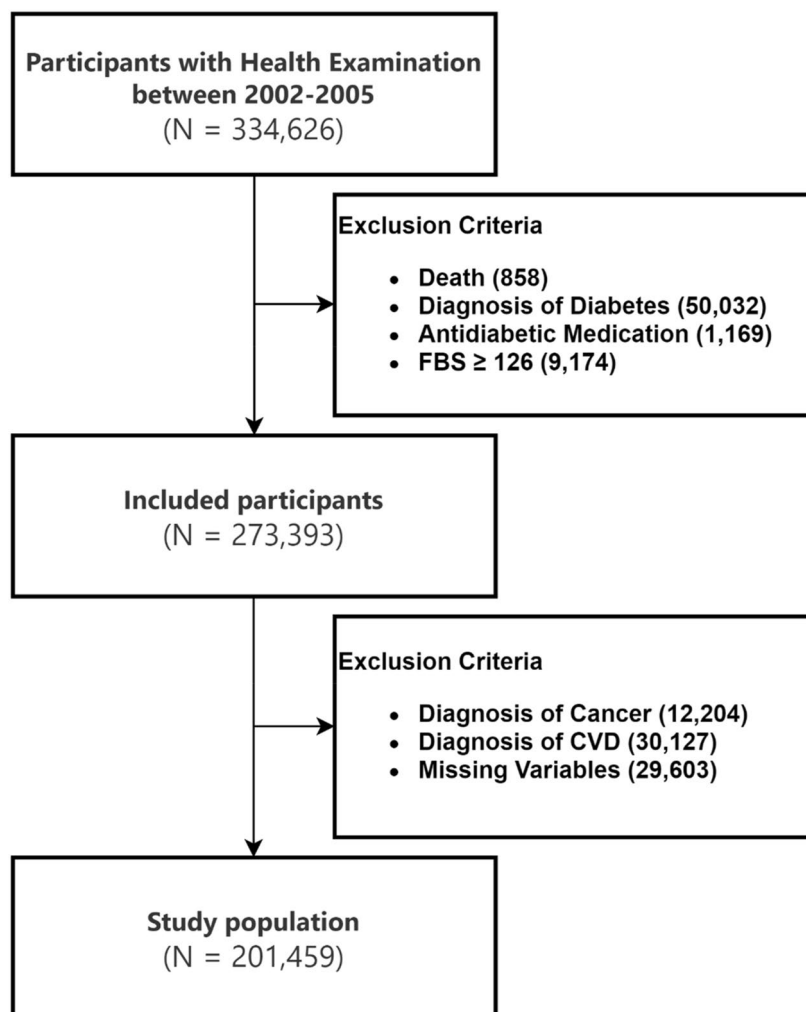 Participants with Health Examination
between 2002-2005
(N = 334,626)
Exclusion Criteria
• Death (858)
• Diagnosis of Diabetes (50,032)
• Antidiabetic Medication (1,169)
• FBS ≥ 126 (9,174)
Included participants
(N = 273,393)
Exclusion Criteria
• Diagnosis of Cancer (12,204)
• Diagnosis of CVD (30,127)
• Missing Variables (29,603)
Study population
(N = 201,459)